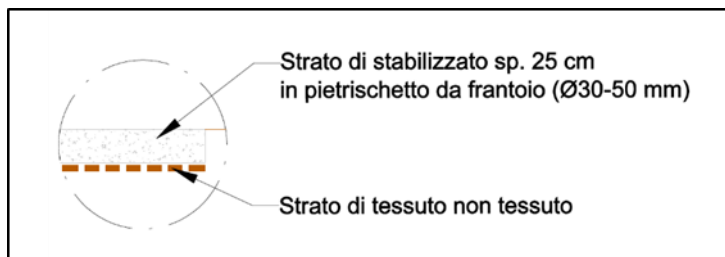 Strato di stabilizzato sp. 25 cm
in pietrischetto da frantoio (Ø30-50 mm)
Strato di tessuto non tessuto